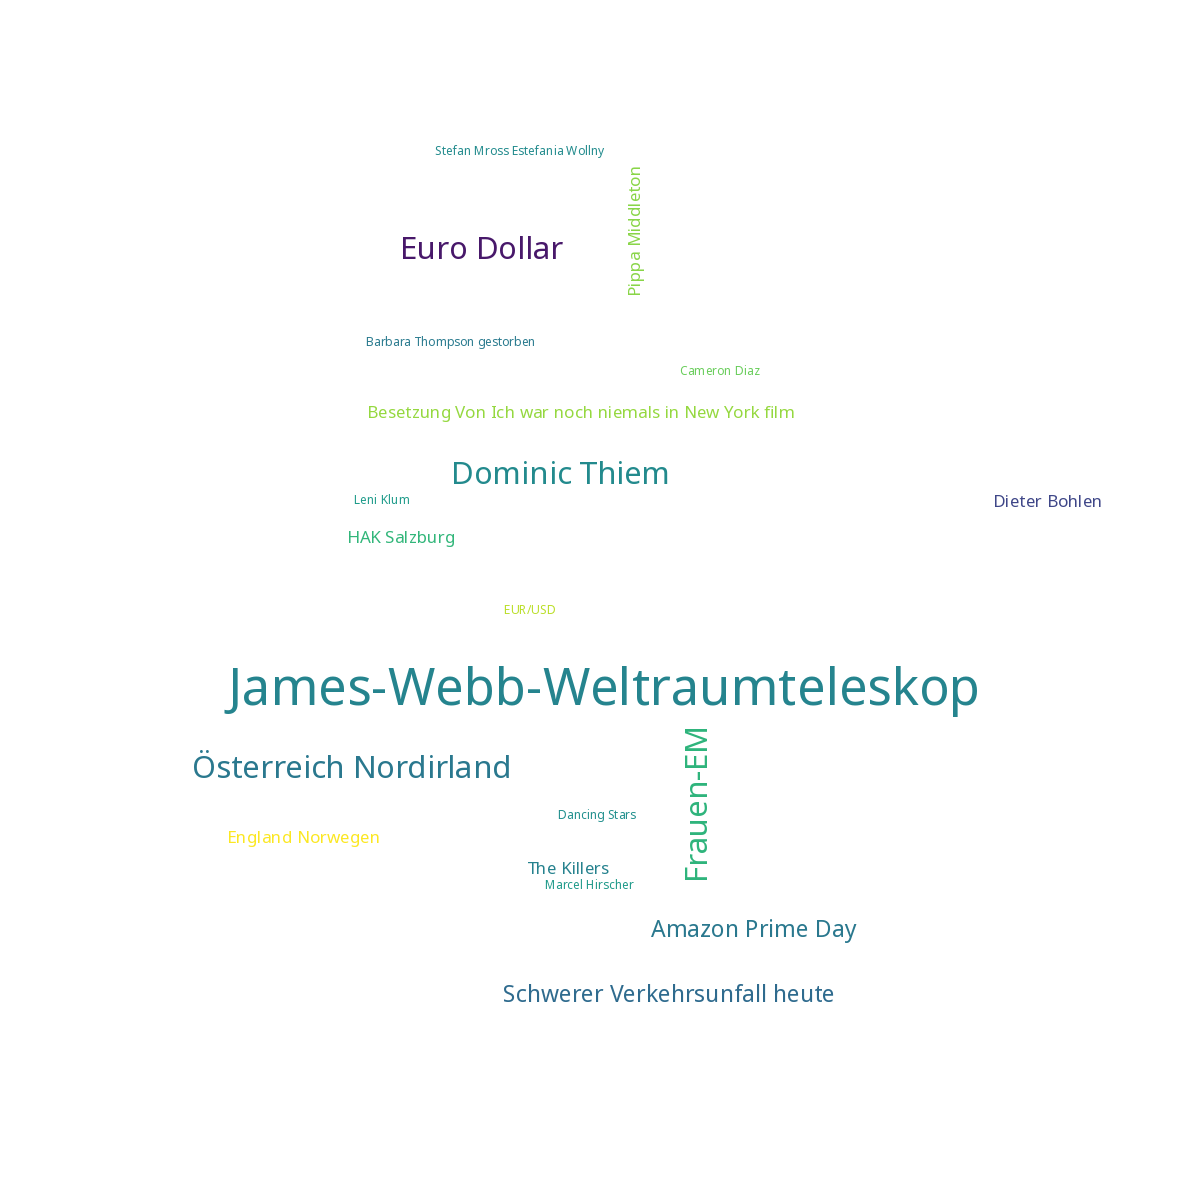 Stefan Mross Estefania Wollny
Pippa Middleton
Euro Dollar
Barbara Thompson gestorben
Cameron Diaz
Besetzung Von Ich war noch niemals in New York film
Dominic Thiem
Leni Klum
Dieter Bohlen
HAK Salzburg
EUR/USD
James-Webb-Weltraumteleskop
Österreich Nordirland
Frauen-EM
Dancing Stars
England Norwegen
The Killers
Marcel Hirscher
Amazon Prime Day
Schwerer Verkehrsunfall heute